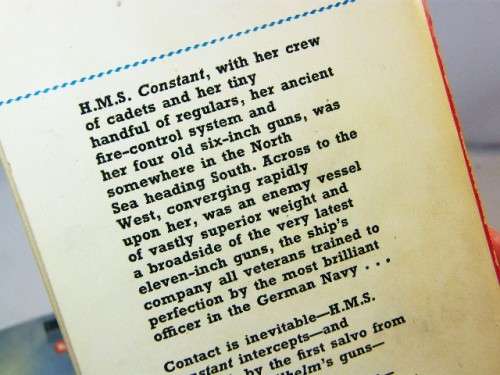 H.M.S. Constant, with her crew
of cadets and her tiny
handful of regulars, her ancient
fire-control system and
her four old six-inch guns, was
somewhere in the North
Sea heading South. Across to the
West, converging rapidly
upon her, was an enemy vessel
of vastly superior weight and
a broadside of the very latest
eleven-inch guns, the ship's
company all veterans trained to
perfection by the most brilliant
officer in the German Navy . . .
Contact is inevitable—H.M.S.
Constant intercepts—and
by the first salvo from
guns—